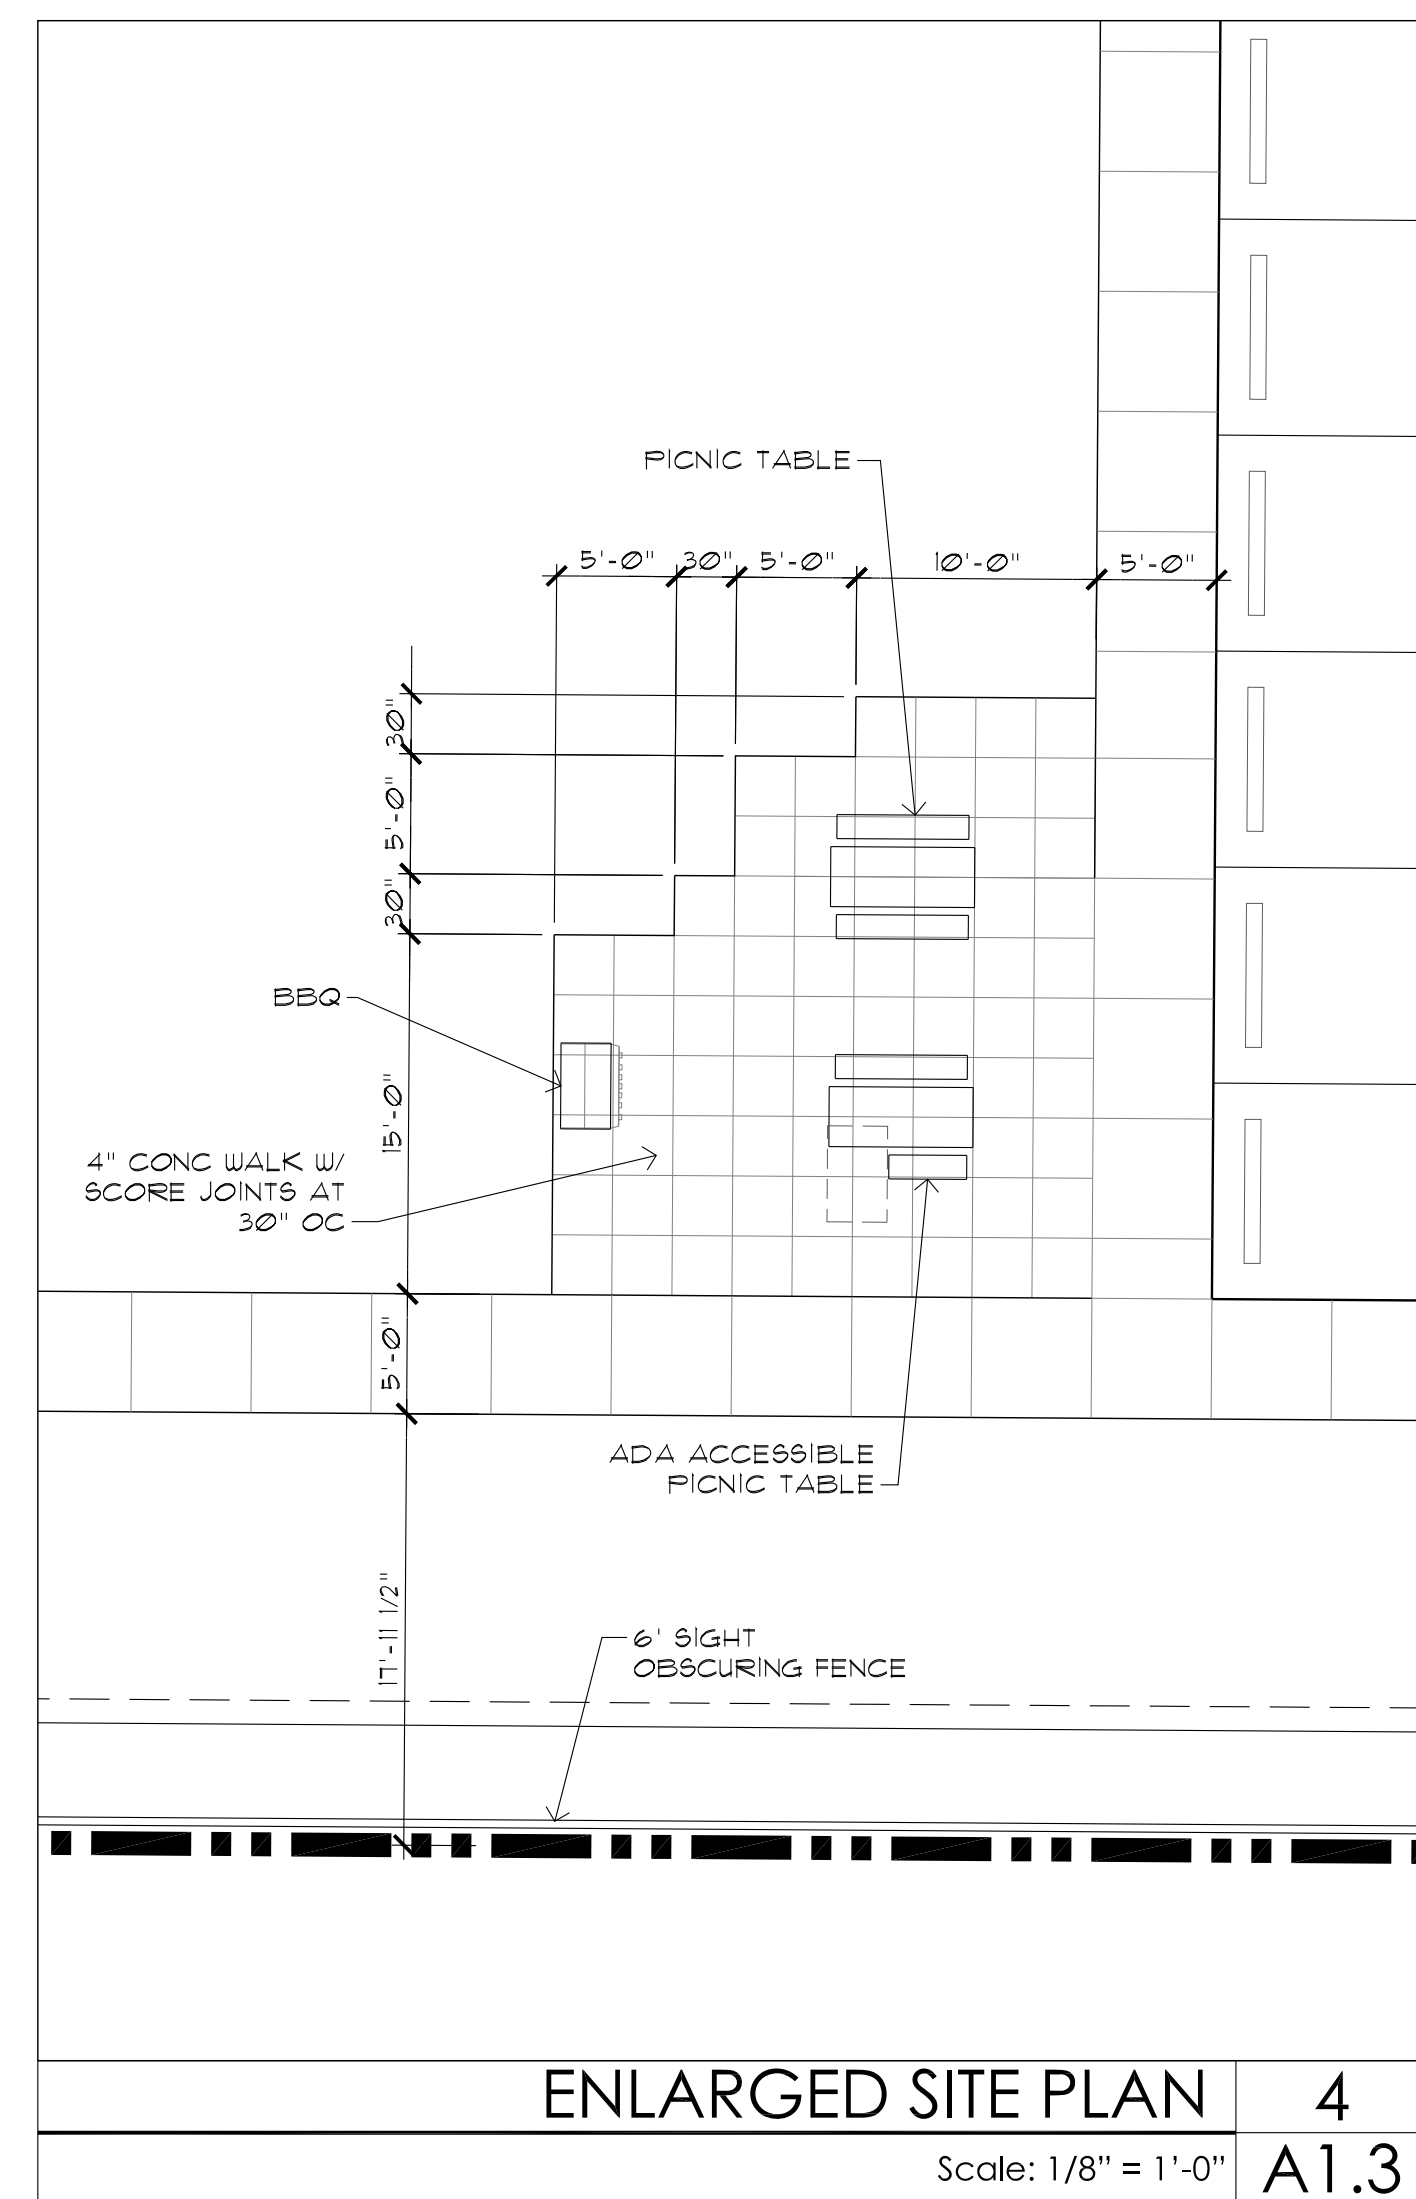 PICNIC TABLE
5'-0" 30" 5'-0" 10'-0" 5'-0"
30"
5'-0"
30"
BBQ
15'-0"
4" CONC WALK W/
SCORE JOINTS AT
30" OC
5'-0"
ADA ACCESSIBLE
PICNIC TABLE
17'-11 1/2"
6' SIGHT
OBSCURING FENCE
ENLARGED SITE PLAN 4
Scale: 1/8” = 1’-0” A1.3